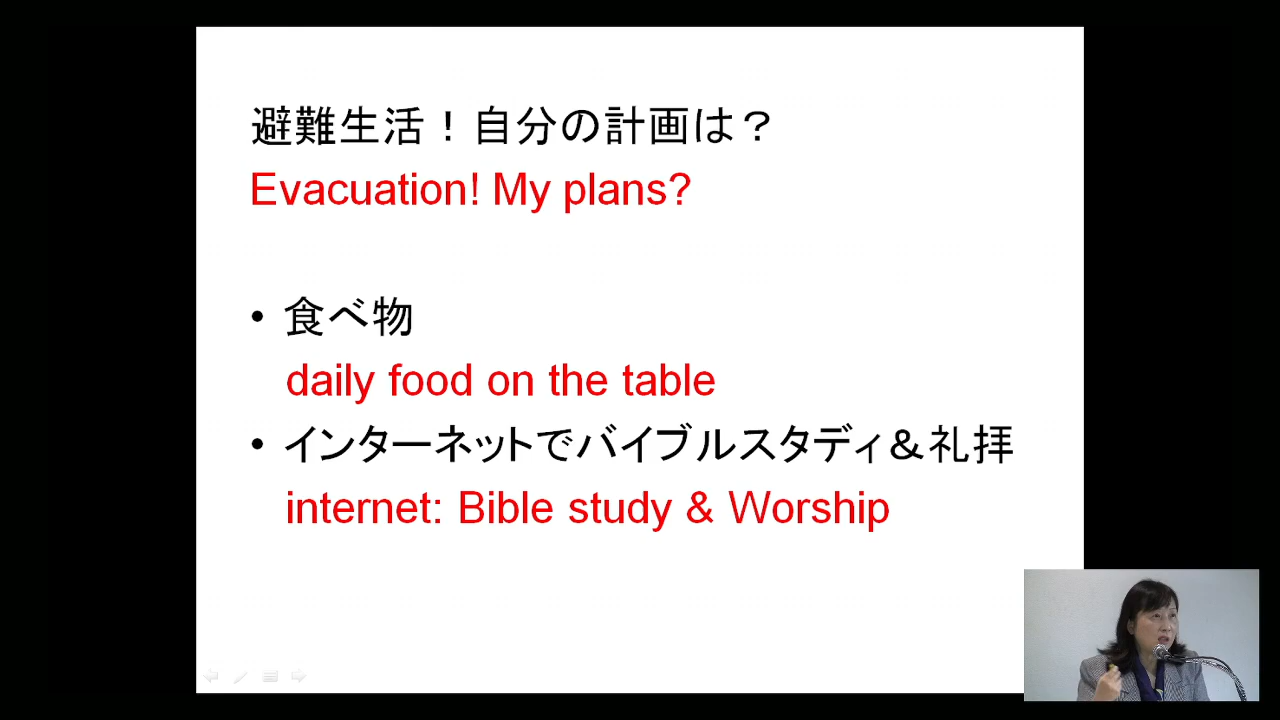 避難生活！自分の計画は？
Evacuation! My plans?
• 食べ物
daily food on the table
• インターネットでバイブルスタディ＆礼拝
internet: Bible study & Worship